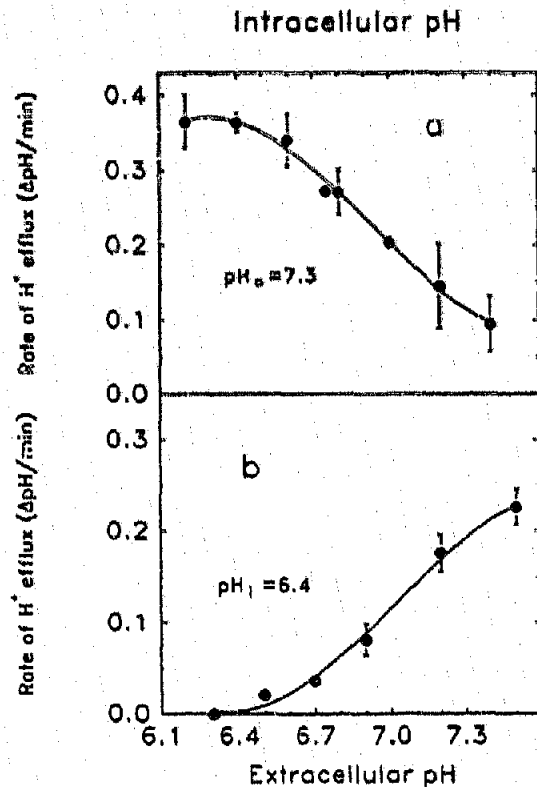 Intracellular pH
Rate of H⁺ efflux (ΔpH/min)
0.4
0.3
0.2
0.1
0.0
a
pHₒ=7.3
Rate of H⁺ efflux (ΔpH/min)
0.3
0.2
0.1
0.0
b
pHᵢ=6.4
6.1 6.4 6.7 7.0 7.3
Extracellular pH